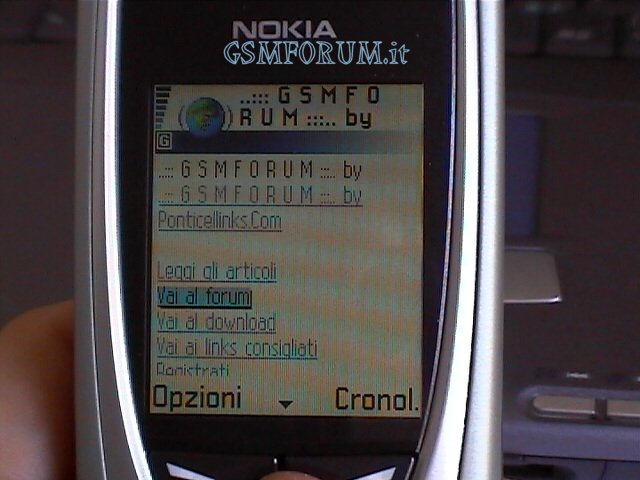 NOKIA
GSMFORUM.it
..::: G S M F O
R U M :::.. by
G
..::: G S M F O R U M :::.. by
..::: G S M F O R U M :::.. by
Ponticellinks.Com
Leggi gli articoli
Vai al forum
Vai al download
Vai ai links consigliati
Registrati
Opzioni
Cronol.